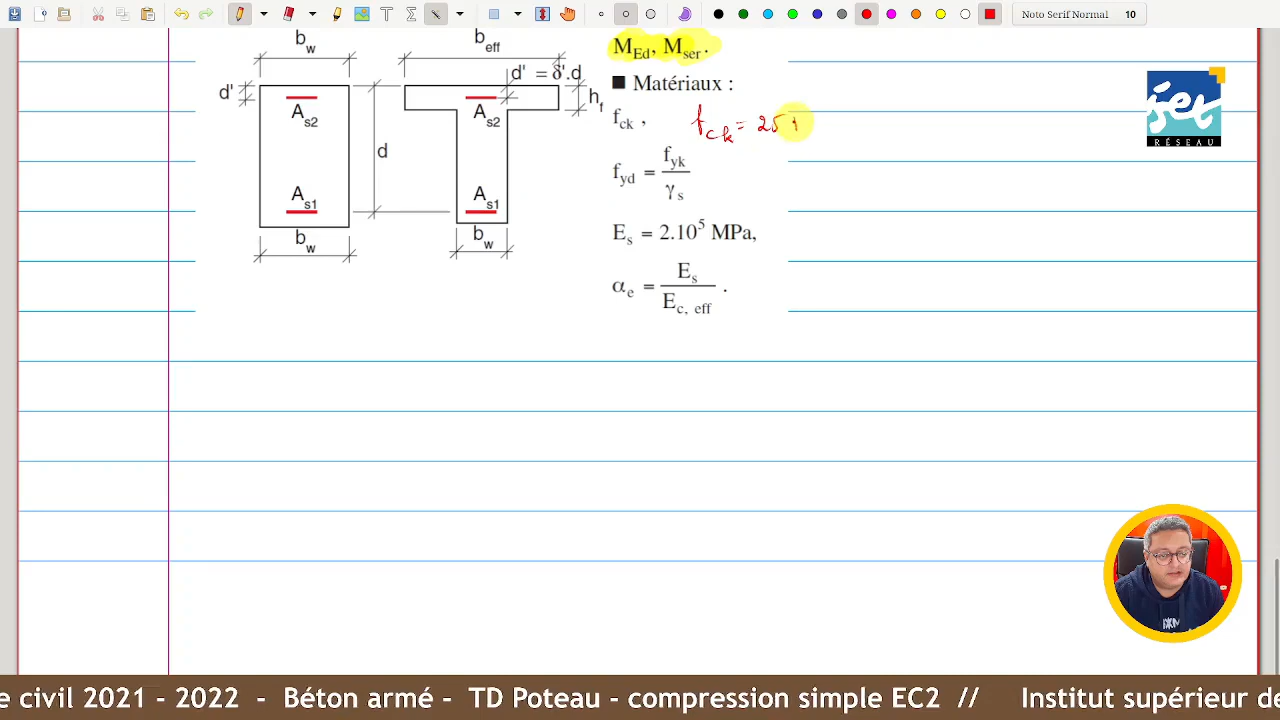 Noto Serif Normal 10
b_w
b_eff
M_Ed, M_ser.
d' = δ'.d
■ Matériaux :
d'
h_f
A_s2
A_s2
f_ck ,
f_ck = 25
d
f_yd = f_yk / γ_s
A_s1
A_s1
b_w
b_w
E_s = 2.10^5 MPa,
α_e = E_s / E_c, eff .
iset
RÉSEAU
e civil 2021 - 2022 - Béton armé - TD Poteau - compression simple EC2 // Institut supérieur de